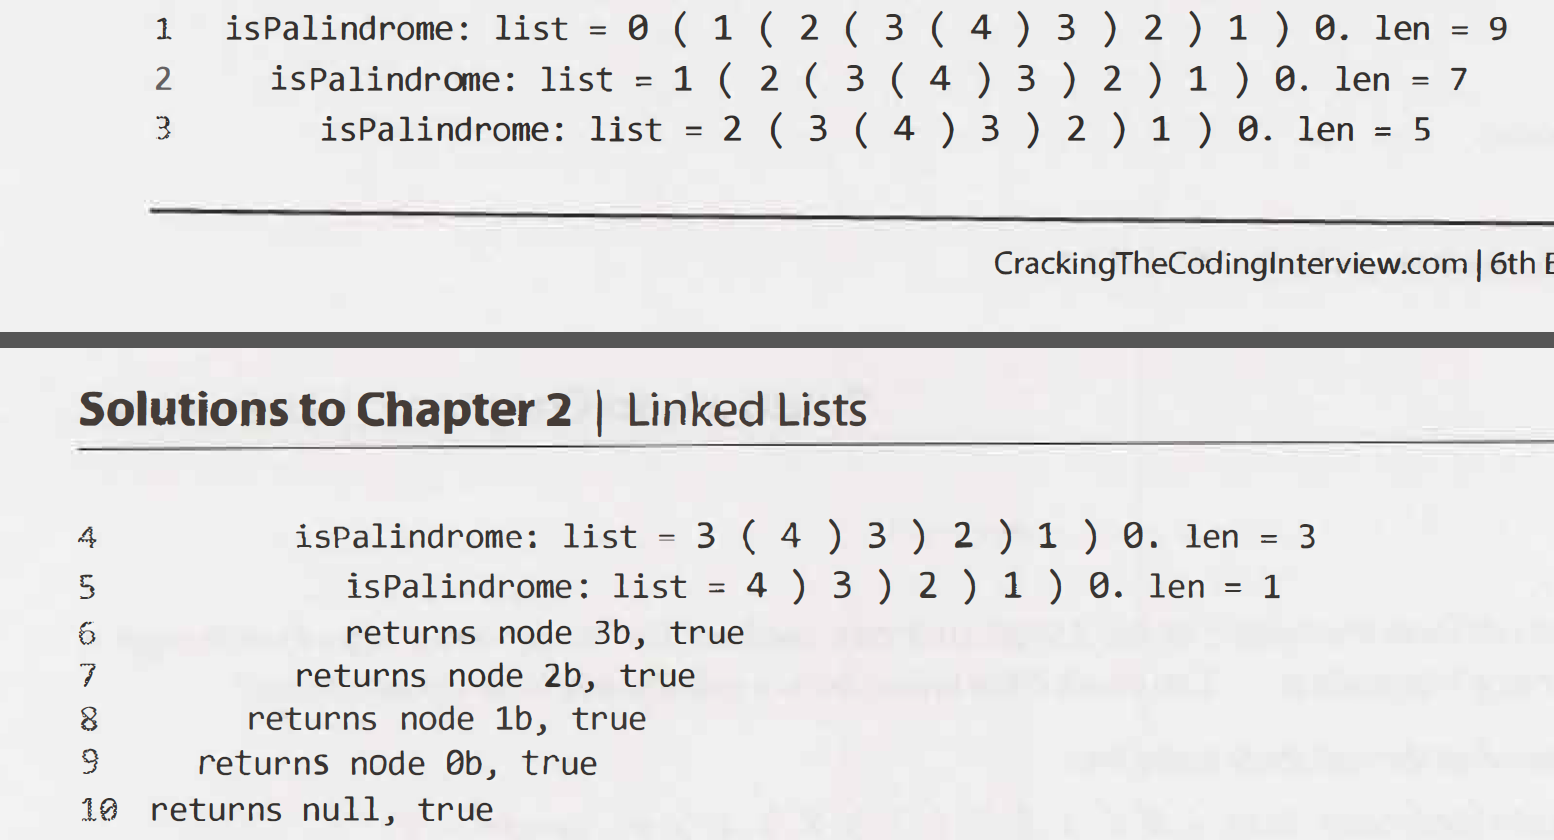 1 isPalindrome: list = 0 ( 1 ( 2 ( 3 ( 4 ) 3 ) 2 ) 1 ) 0. len = 9
2 isPalindrome: list = 1 ( 2 ( 3 ( 4 ) 3 ) 2 ) 1 ) 0. len = 7
3 isPalindrome: list = 2 ( 3 ( 4 ) 3 ) 2 ) 1 ) 0. len = 5
CrackingTheCodingInterview.com | 6th E
Solutions to Chapter 2 | Linked Lists
4 isPalindrome: list = 3 ( 4 ) 3 ) 2 ) 1 ) 0. len = 3
5 isPalindrome: list = 4 ) 3 ) 2 ) 1 ) 0. len = 1
6 returns node 3b, true
7 returns node 2b, true
8 returns node 1b, true
9 returns node 0b, true
10 returns null, true